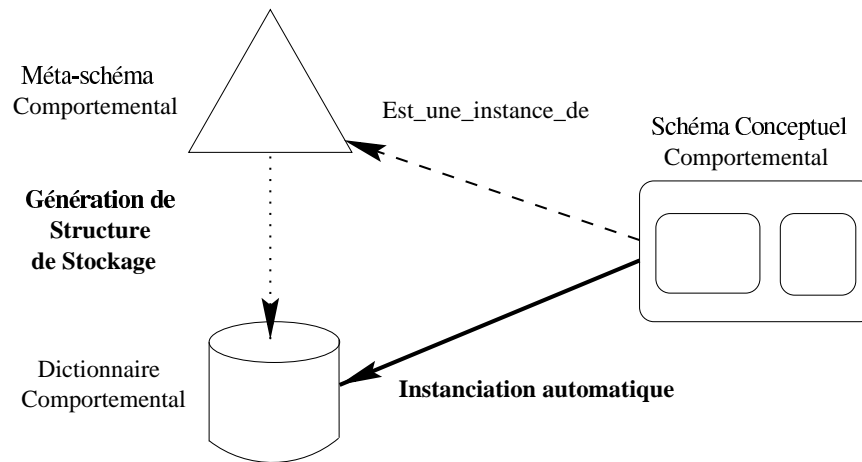 Méta-schéma
Comportemental
Est_une_instance_de
Schéma Conceptuel
Comportemental
Génération de
Structure
de Stockage
Dictionnaire
Comportemental
Instanciation automatique